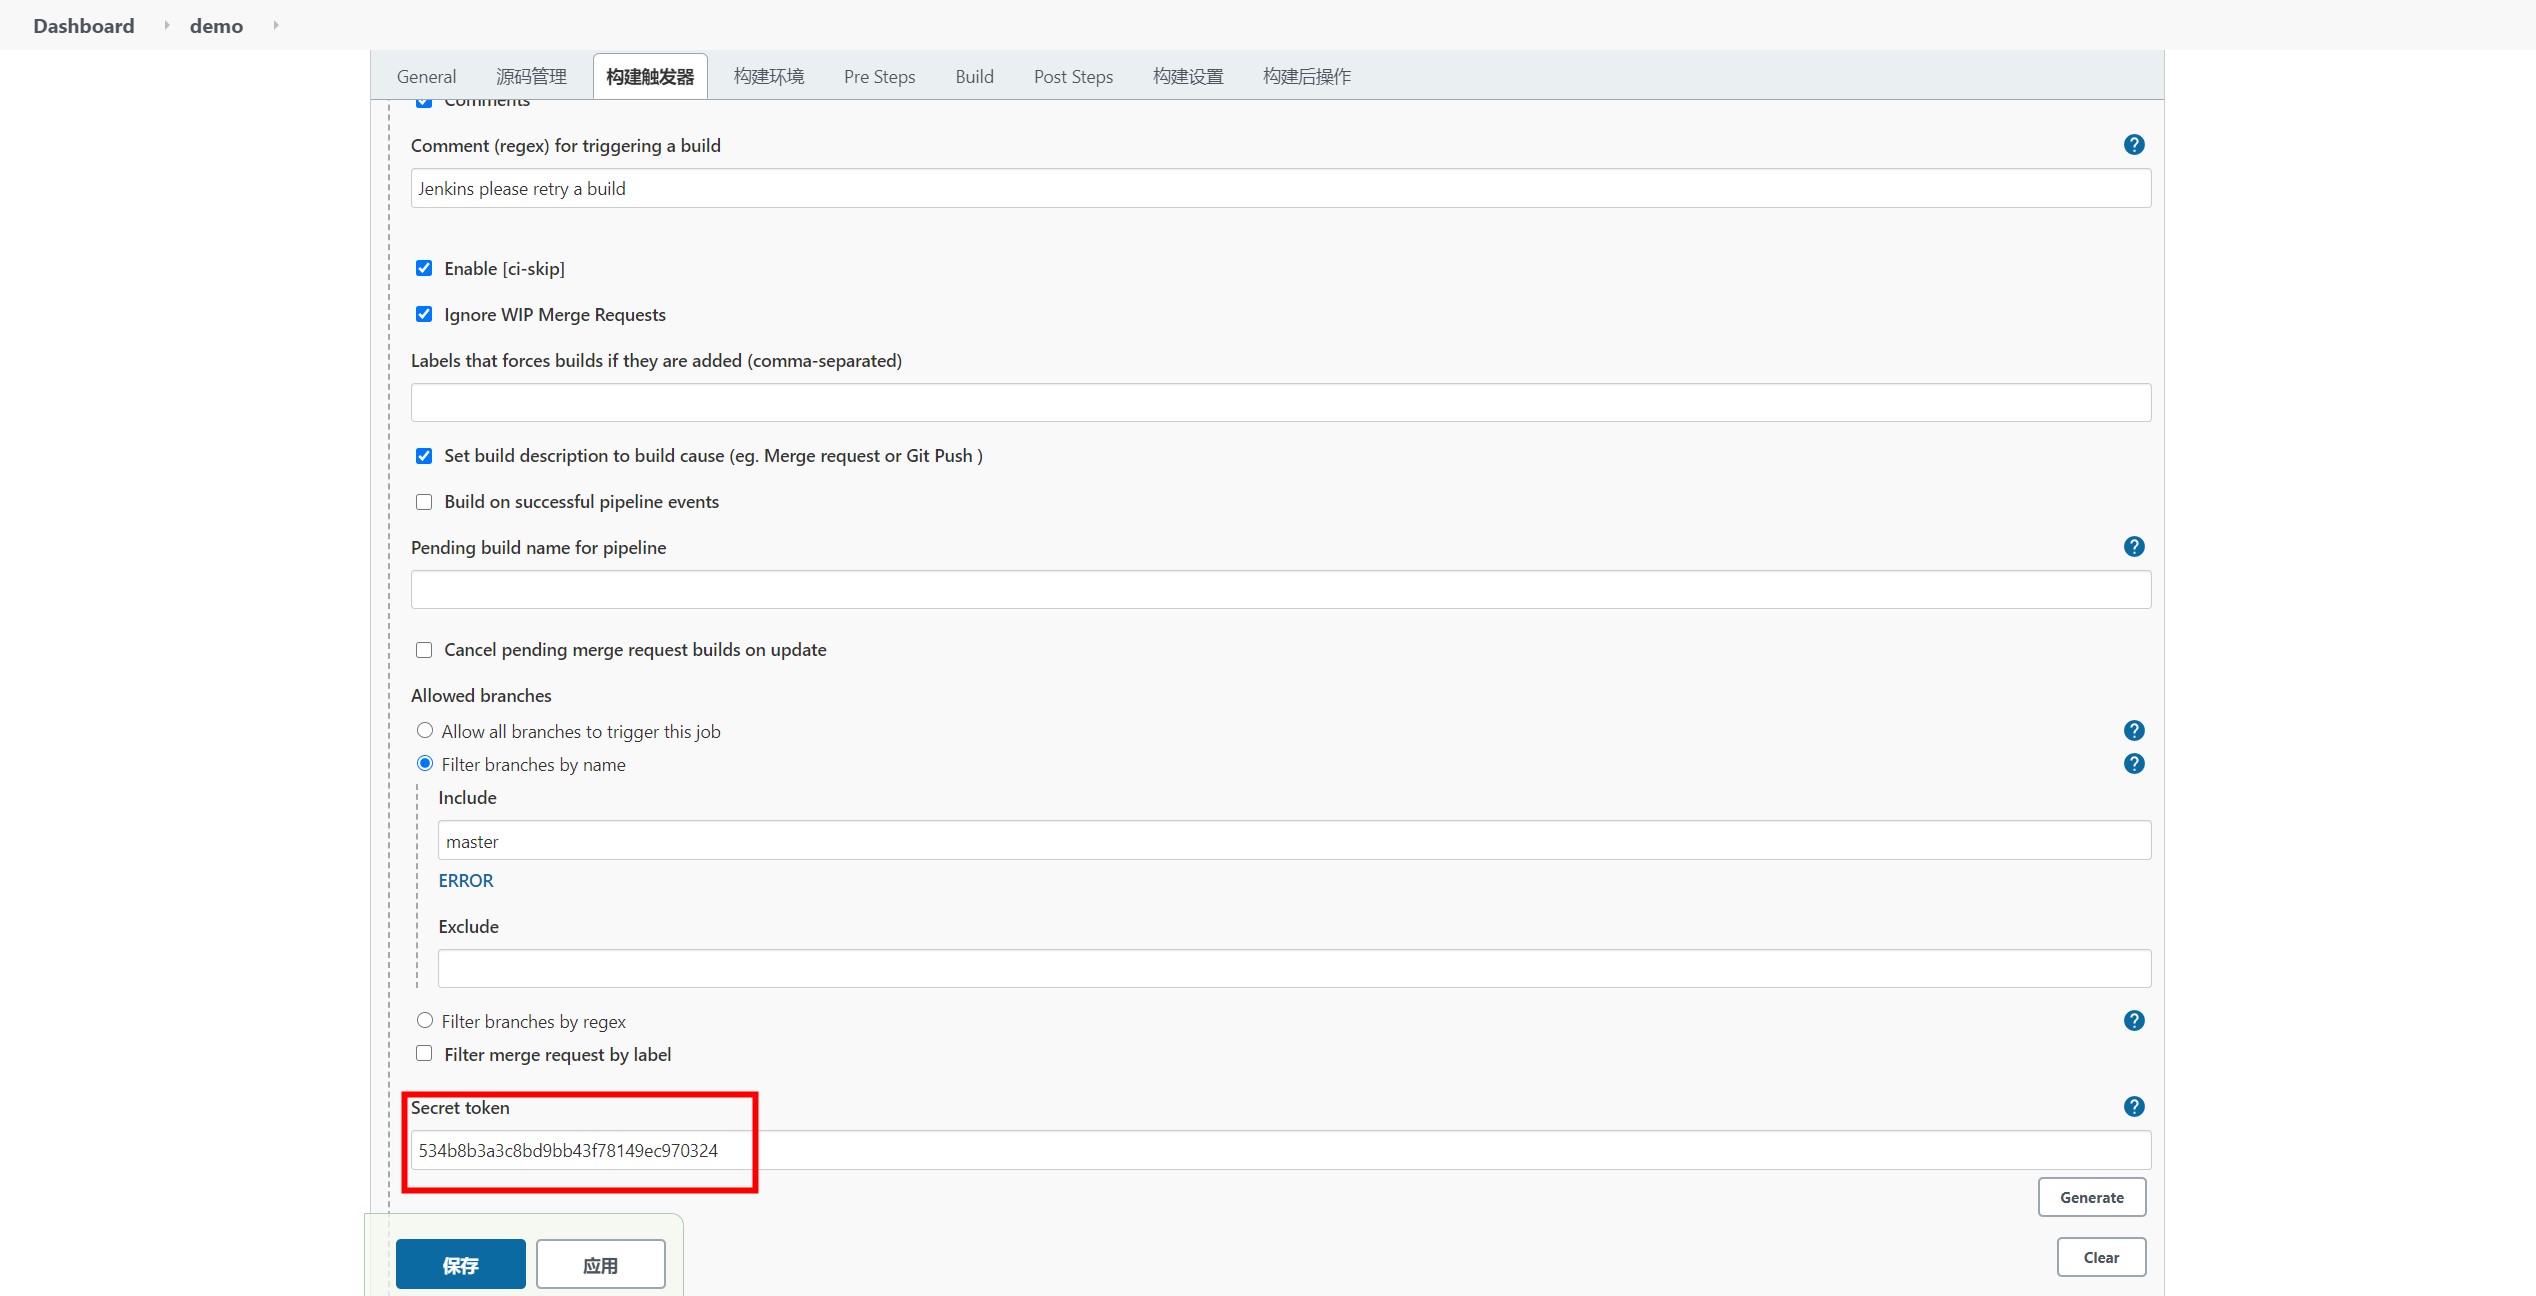 Dashboard demo
General 源码管理 构建触发器 构建环境 Pre Steps Build Post Steps 构建设置 构建后操作
Comments
Comment (regex) for triggering a build
Jenkins please retry a build
Enable [ci-skip]
Ignore WIP Merge Requests
Labels that forces builds if they are added (comma-separated)
Set build description to build cause (eg. Merge request or Git Push )
Build on successful pipeline events
Pending build name for pipeline
Cancel pending merge request builds on update
Allowed branches
Allow all branches to trigger this job
Filter branches by name
Include
master
ERROR
Exclude
Filter branches by regex
Filter merge request by label
Secret token
534b8b3a3c8bd9bb43f78149ec970324
Generate
保存 应用
Clear